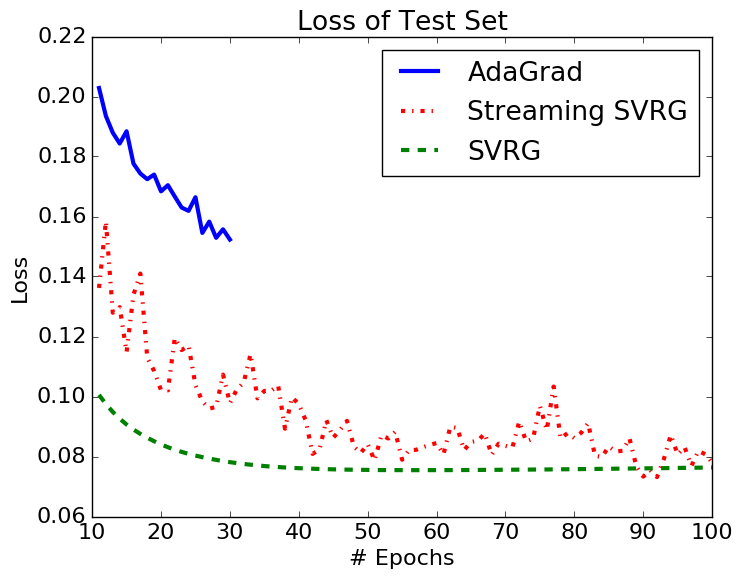 Loss of Test Set
0.22
0.20
0.18
0.16
0.14
0.12
0.10
0.08
0.06
Loss
AdaGrad
Streaming SVRG
SVRG
10 20 30 40 50 60 70 80 90 100
# Epochs